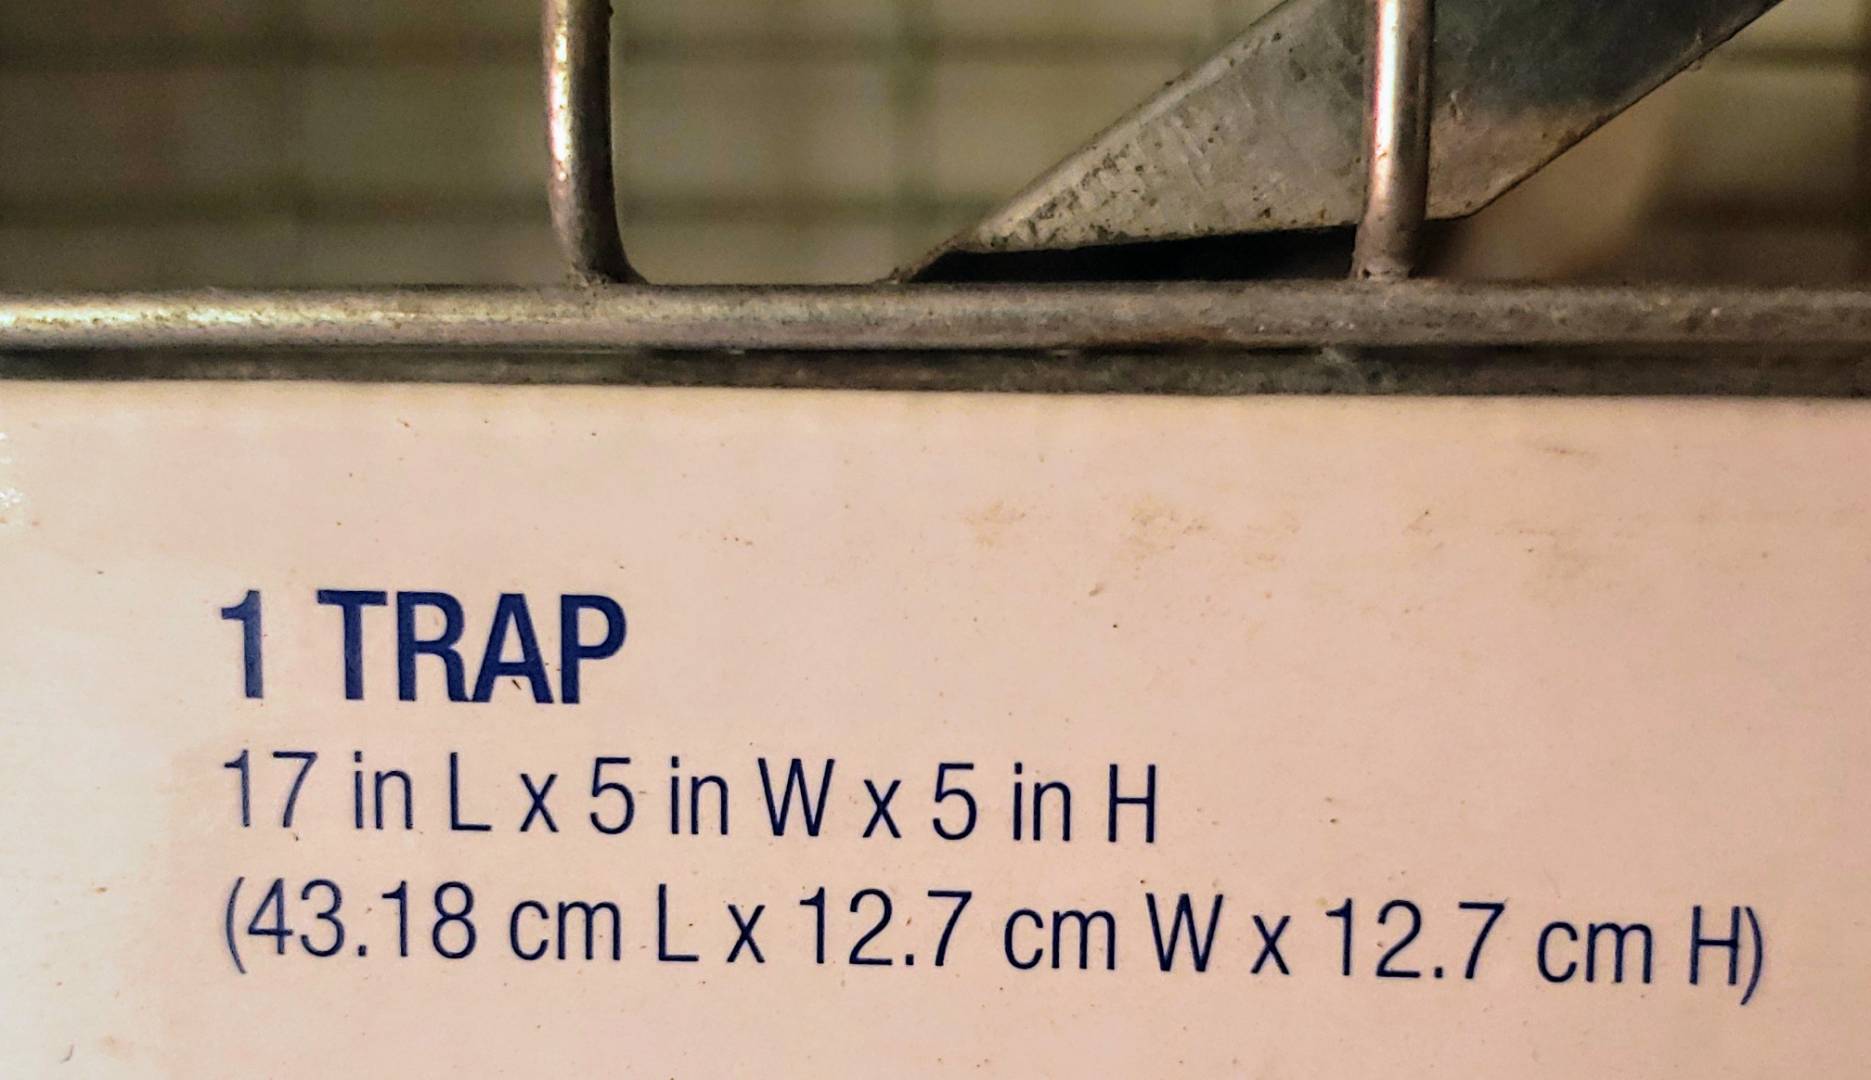 1 TRAP
17 in L x 5 in W x 5 in H
(43.18 cm L x 12.7 cm W x 12.7 cm H)